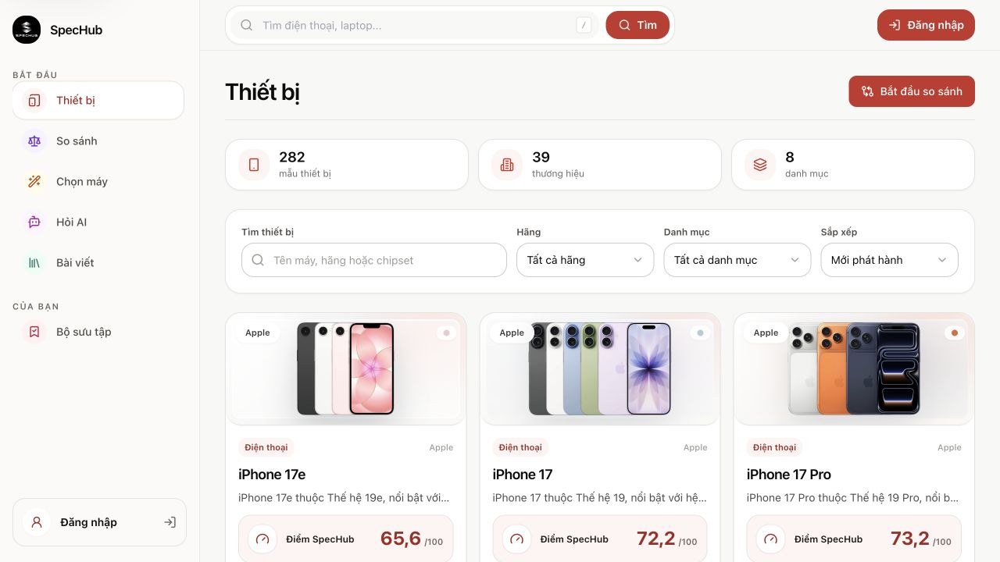 SPECHUB
SpecHub
BẮT ĐẦU
Thiết bị
So sánh
Chọn máy
Hỏi AI
Bài viết
CỦA BẠN
Bộ sưu tập
Đăng nhập
Tìm điện thoại, laptop...
/
Tìm
Đăng nhập
Thiết bị
Bắt đầu so sánh
282
mẫu thiết bị
39
thương hiệu
8
danh mục
Tìm thiết bị
Tên máy, hãng hoặc chipset
Hãng
Tất cả hãng
Danh mục
Tất cả danh mục
Sắp xếp
Mới phát hành
Apple
Điện thoại
Apple
iPhone 17e
iPhone 17e thuộc Thế hệ 19e, nổi bật với...
Điểm SpecHub
65,6 /100
Apple
Điện thoại
Apple
iPhone 17
iPhone 17 thuộc Thế hệ 19, nổi bật với hệ...
Điểm SpecHub
72,2 /100
Apple
Điện thoại
Apple
iPhone 17 Pro
iPhone 17 Pro thuộc Thế hệ 19 Pro, nổi b...
Điểm SpecHub
73,2 /100